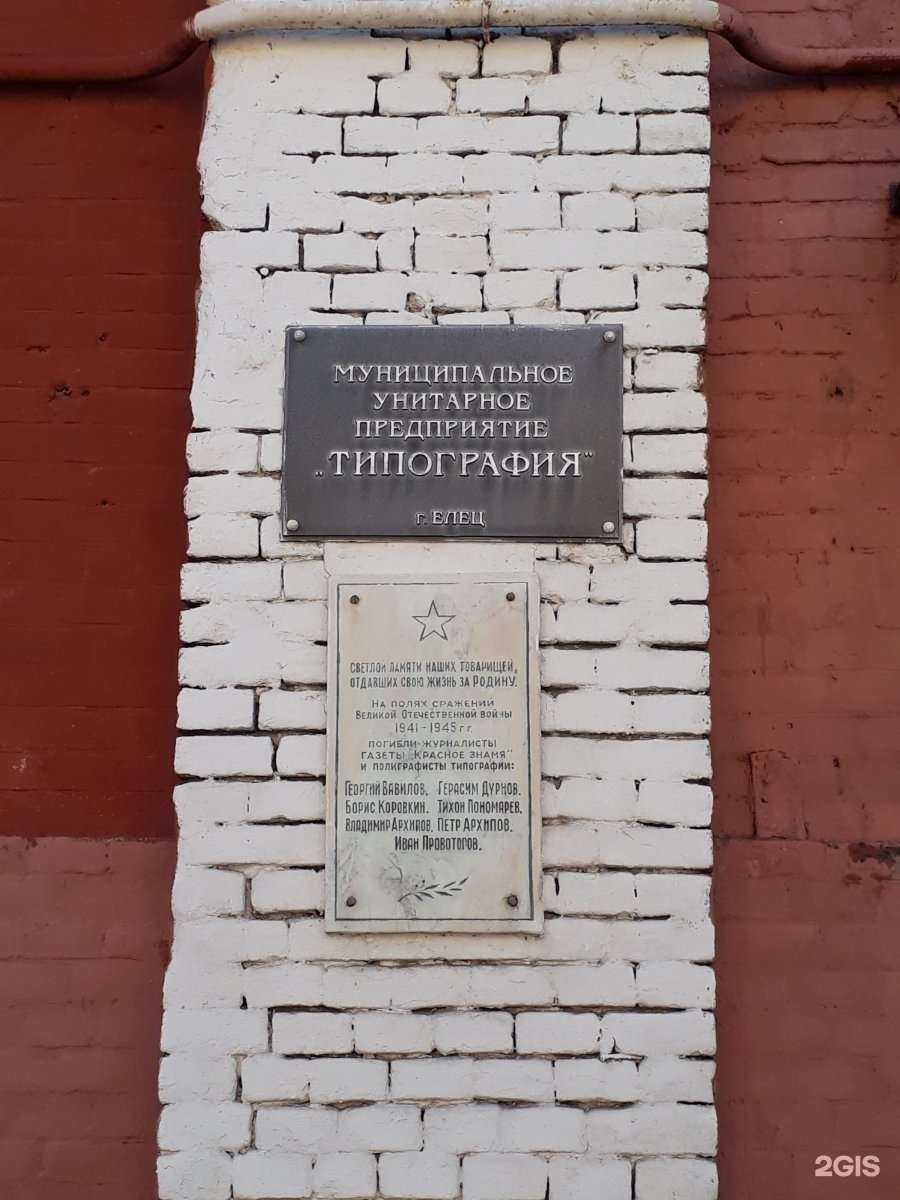 МУНИЦИПАЛЬНОЕ
УНИТАРНОЕ
ПРЕДПРИЯТИЕ
„ТИПОГРАФИЯ"
г. ЕЛЕЦ
СВЕТЛОЙ ПАМЯТИ НАШИХ ТОВАРИЩЕЙ,
ОТДАВШИХ СВОЮ ЖИЗНЬ ЗА РОДИНУ.
НА ПОЛЯХ СРАЖЕНИЙ
ВЕЛИКОЙ ОТЕЧЕСТВЕННОЙ ВОЙНЫ
1941-1945 г.г.
ПОГИБЛИ ЖУРНАЛИСТЫ
ГАЗЕТЫ "КРАСНОЕ ЗНАМЯ"
И ПОЛИГРАФИСТЫ ТИПОГРАФИИ:
ГЕОРГИЙ ВАВИЛОВ. ГЕРАСИМ ДУРНОВ.
БОРИС КОРОВКИН. ТИХОН ПОНОМАРЕВ.
ВЛАДИМИР АРХИПОВ. ПЕТР АРХИПОВ.
ИВАН ПРОВОТОРОВ.
2GIS